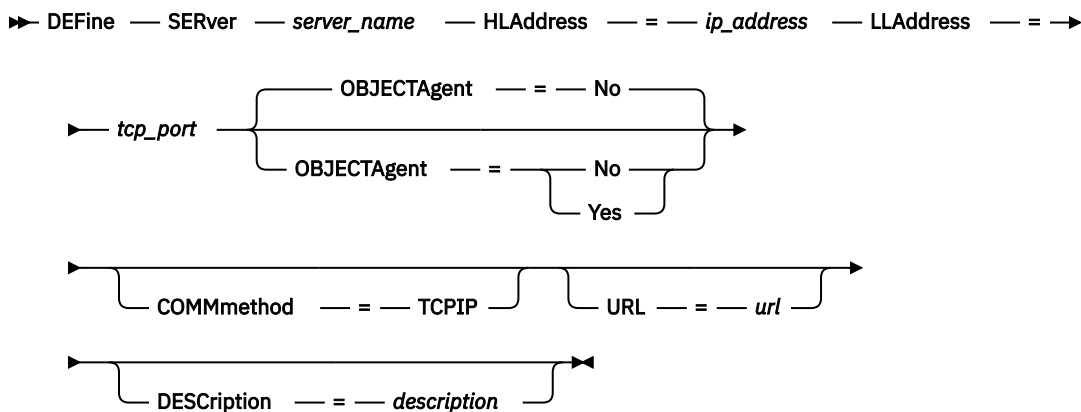 DEFine SERver server_name HLAddress = ip_address LLAddress =
OBJECTAgent = No
tcp_port
OBJECTAgent = No
Yes
COMMmethod = TCPIP URL = url
DESCription = description